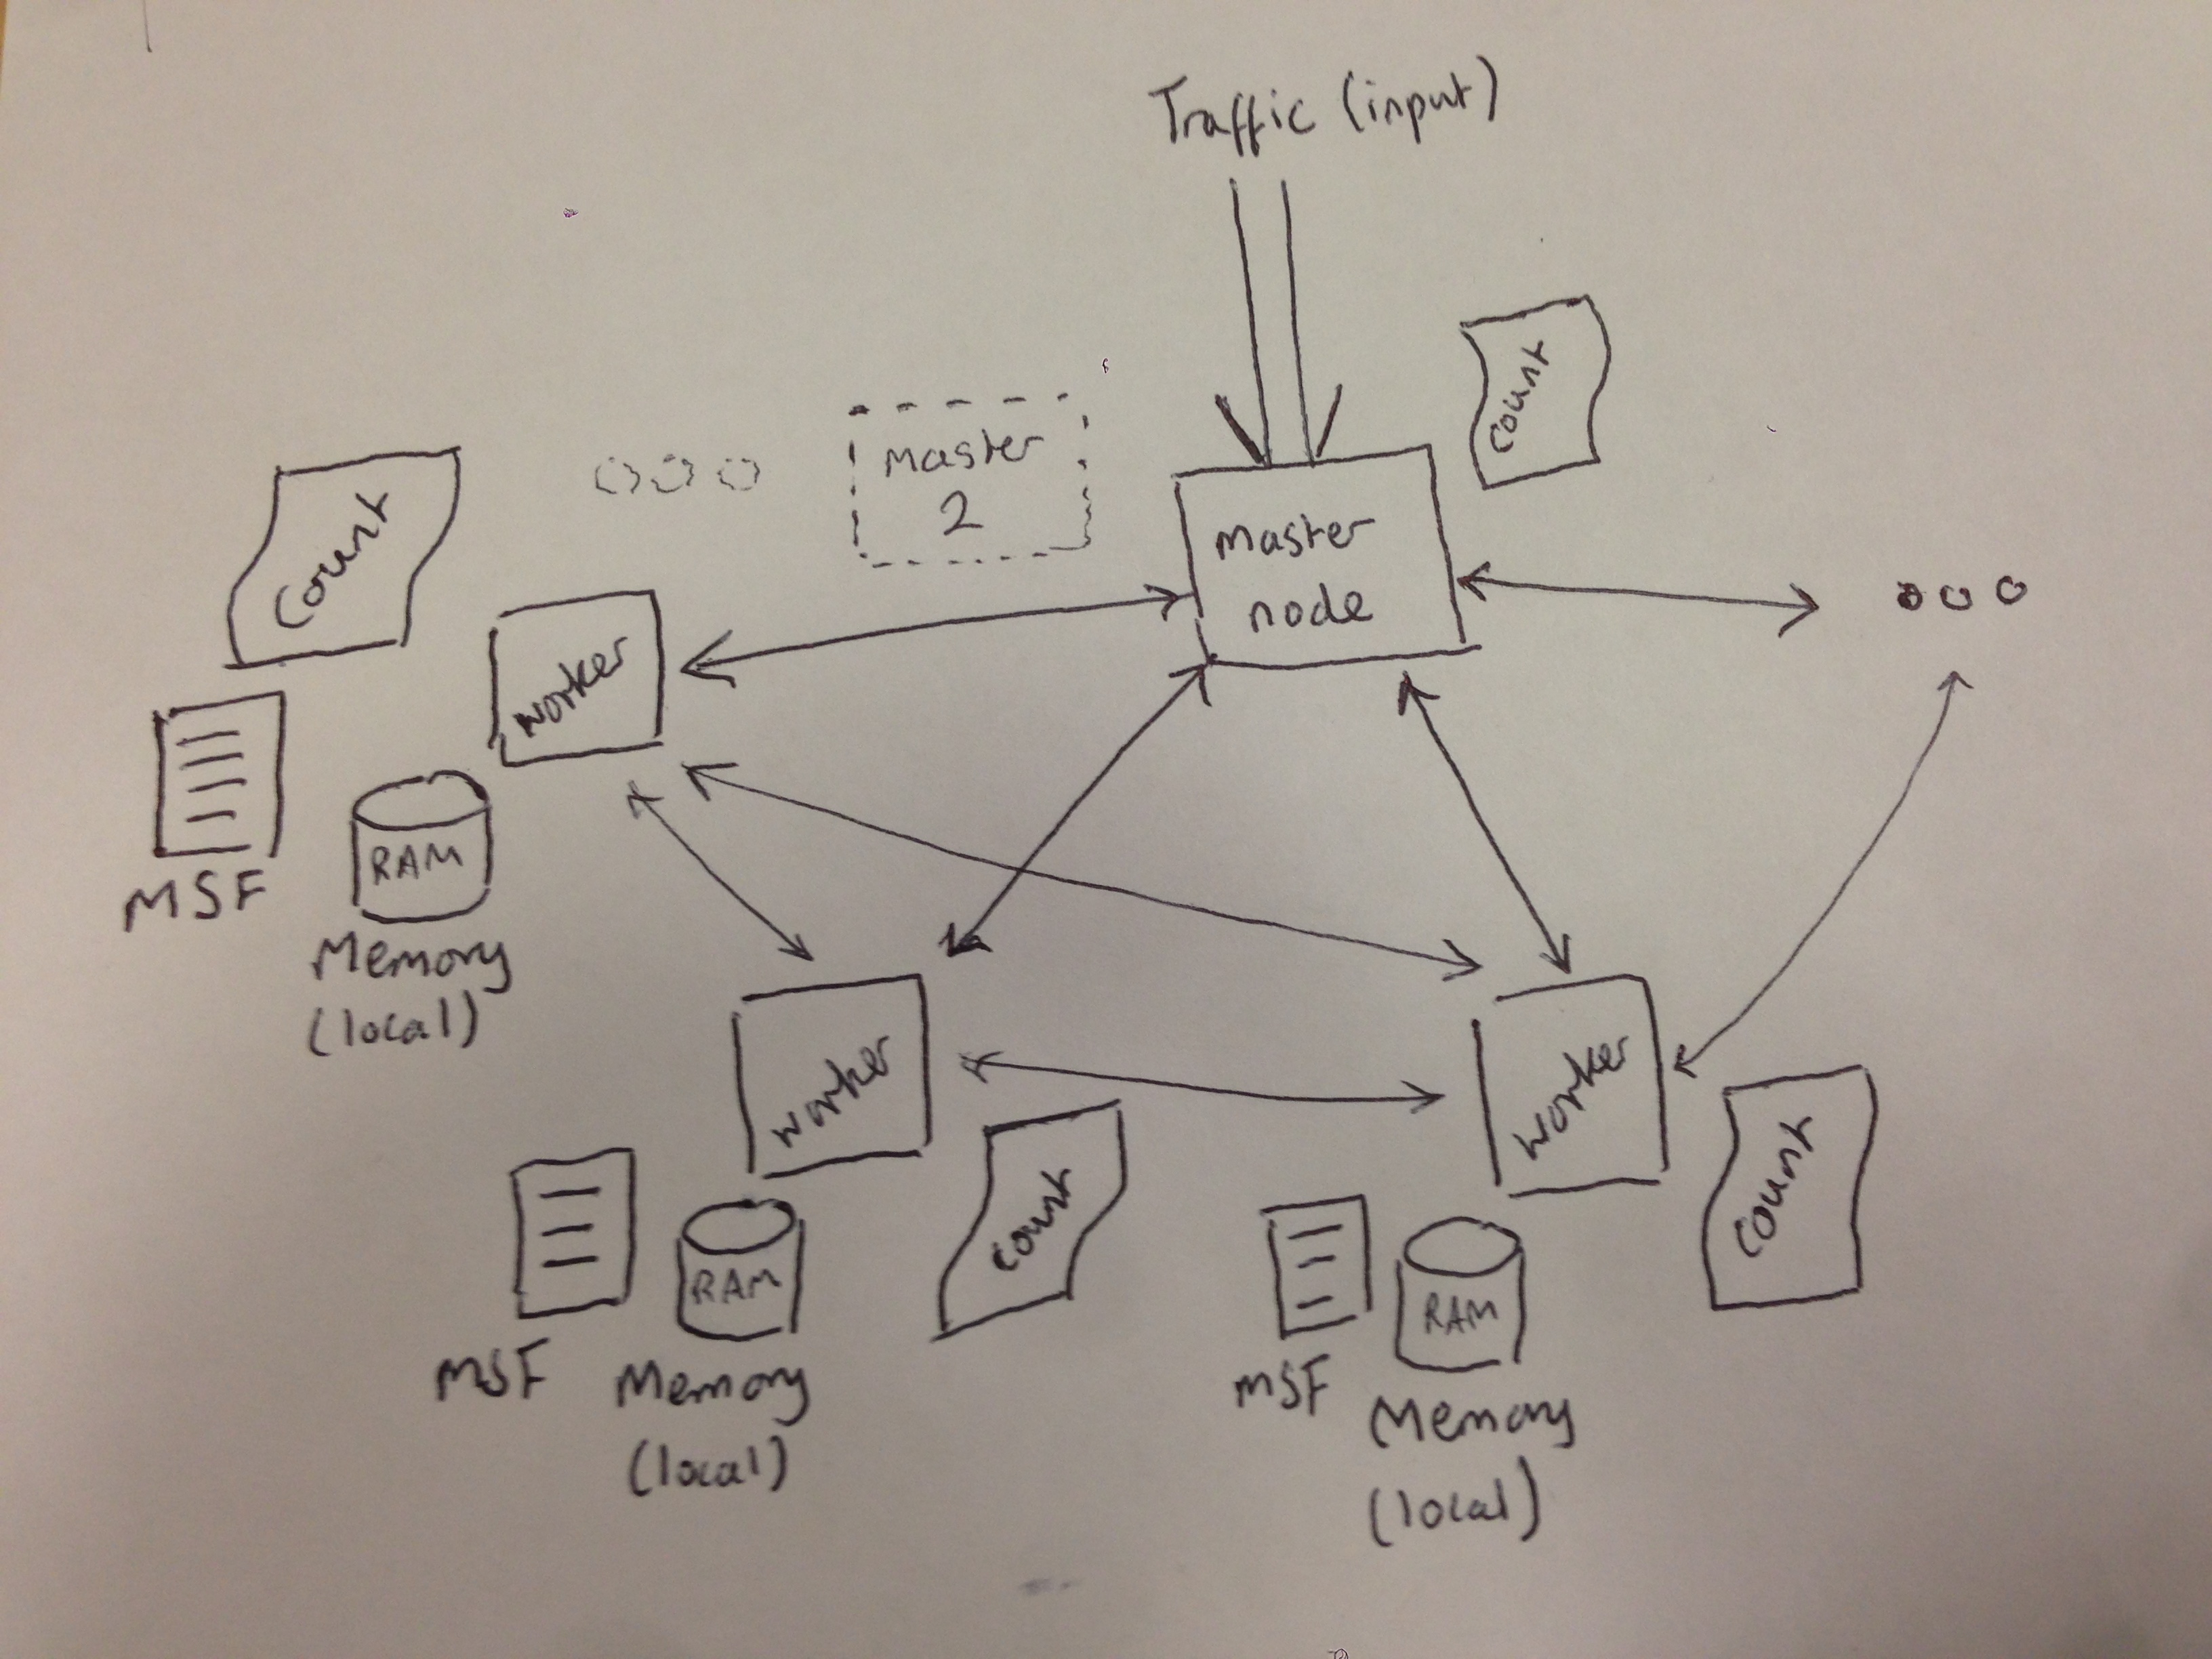 Traffic (input)
Count
master
2
master
node
Count
worker
RAM
MSF
Memory
(local)
worker
Count
RAM
MSF
Memory
(local)
worker
Count
RAM
MSF
Memory
(local)